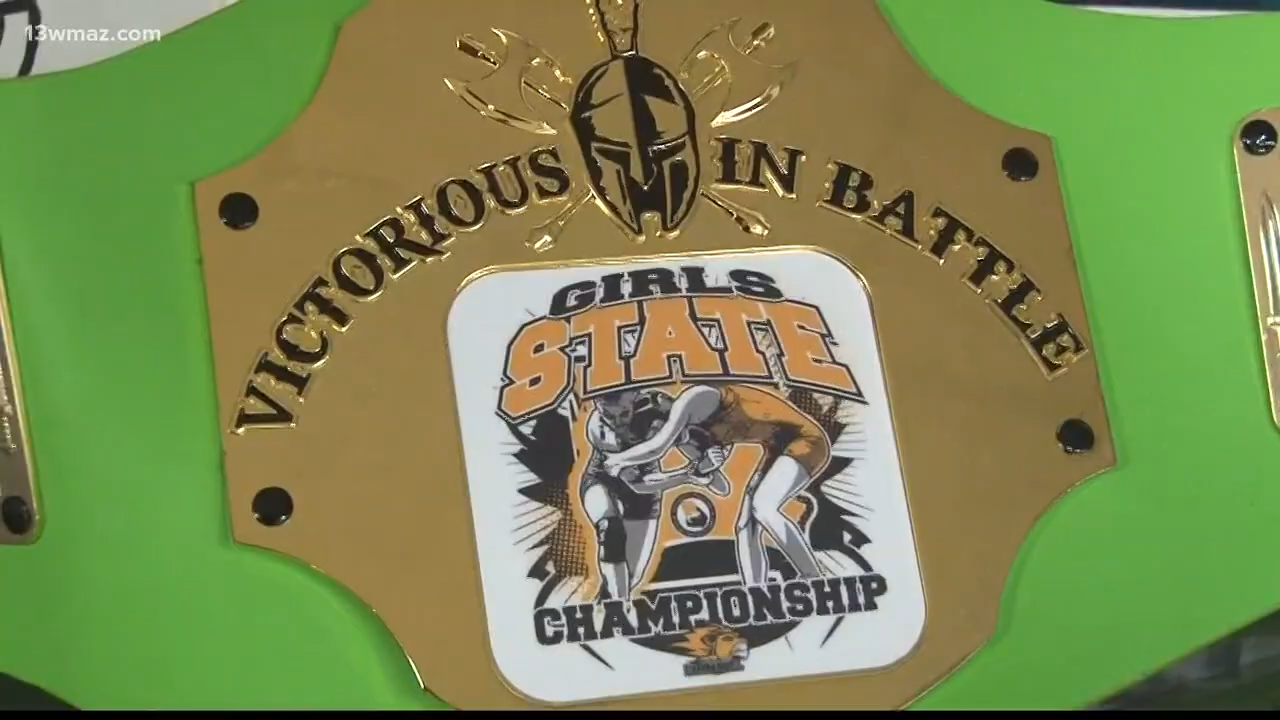 13wmaz.com
VICTORIOUS IN BATTLE
GIRLS
STATE
CHAMPIONSHIP